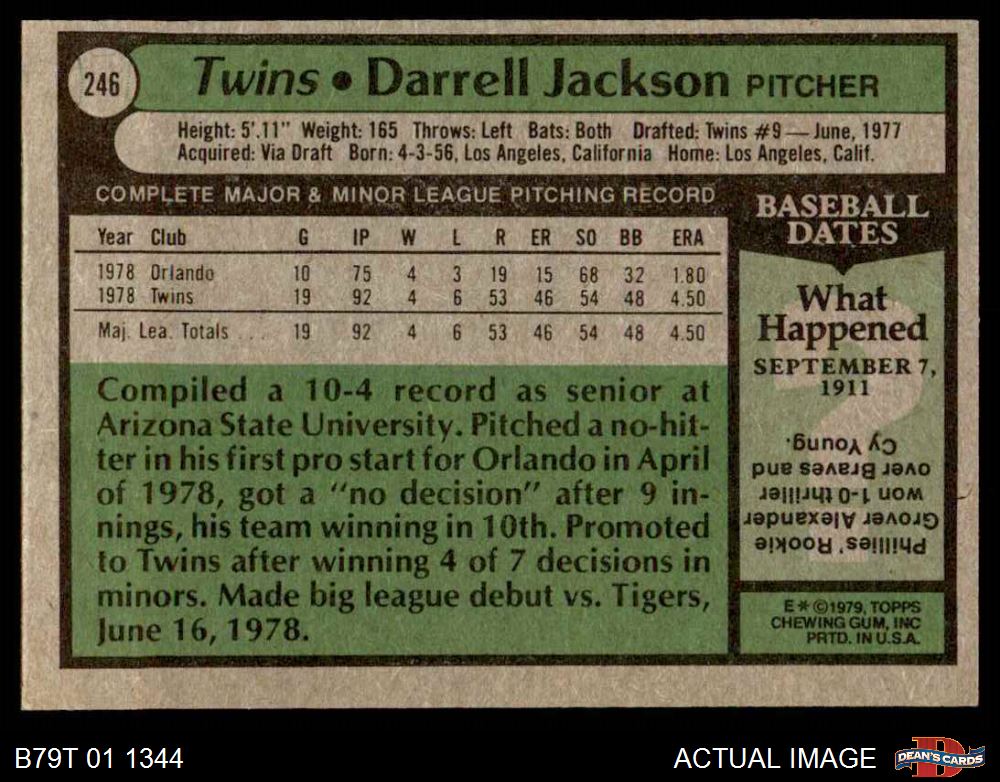 246
Twins • Darrell Jackson PITCHER
Height: 5'.11" Weight: 165 Throws: Left Bats: Both Drafted: Twins #9 — June, 1977
Acquired: Via Draft Born: 4-3-56, Los Angeles, California Home: Los Angeles, Calif.
COMPLETE MAJOR & MINOR LEAGUE PITCHING RECORD
Year Club G IP W L R ER SO BB ERA
1978 Orlando 10 75 4 3 19 15 68 32 1.80
1978 Twins 19 92 4 6 53 46 54 48 4.50
Maj. Lea. Totals . . . 19 92 4 6 53 46 54 48 4.50
Compiled a 10-4 record as senior at
Arizona State University. Pitched a no-hit-
ter in his first pro start for Orlando in April
of 1978, got a “no decision” after 9 in-
nings, his team winning in 10th. Promoted
to Twins after winning 4 of 7 decisions in
minors. Made big league debut vs. Tigers,
June 16, 1978.
BASEBALL
DATES
What
Happened
SEPTEMBER 7,
1911
?
Phillies' Rookie
Grover Alexander
won 1-0 thriller
over Braves and
Cy Young.
E * © 1979, TOPPS
CHEWING GUM, INC
PRTD. IN U.S.A.
B79T 01 1344
ACTUAL IMAGE
D
DEAN'S CARDS